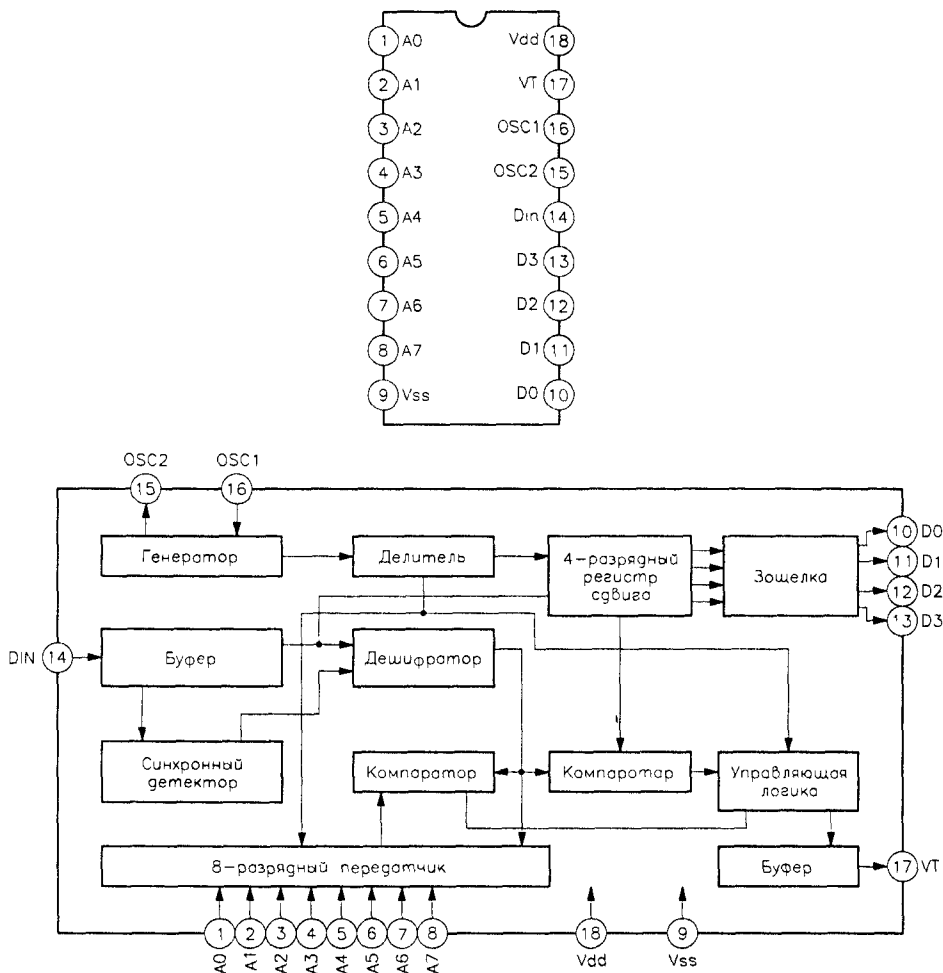 1 A0 Vdd 18
2 A1 VT 17
3 A2 OSC1 16
4 A3 OSC2 15
5 A4 Din 14
6 A5 D3 13
7 A6 D2 12
8 A7 D1 11
9 Vss D0 10
OSC2 OSC1
15 16
Генератор
Делитель
4-разрядный
регистр
сдвига
Зощелка
10 D0
11 D1
12 D2
13 D3
DIN 14
Буфер
Дешифратор
Синхронный
детектор
Компаратор
Компаротар
Управляющая
логика
8-разрядный передатчик
Буфер
17 VT
1 2 3 4 5 6 7 8 18 9
A0 A1 A2 A3 A4 A5 A6 A7 Vdd Vss